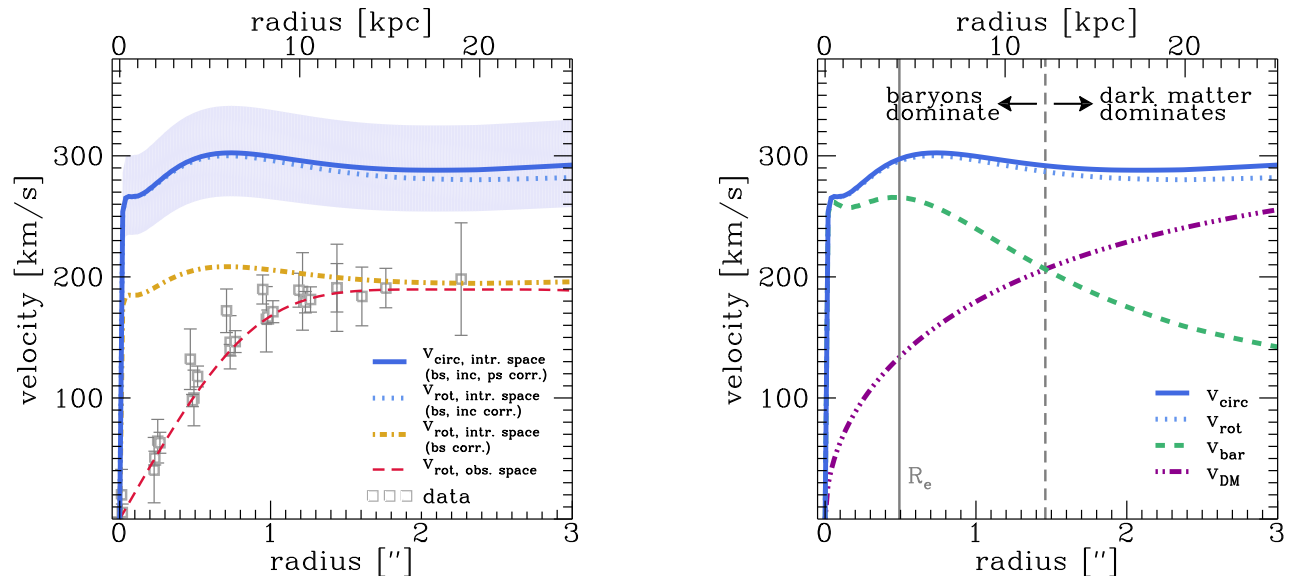 radius [kpc]
0 10 20
velocity [km/s]
300
200
100
V_circ, intr. space
(bs, inc, ps corr.)
V_rot, intr. space
(bs, inc corr.)
V_rot, intr. space
(bs corr.)
V_rot, obs. space
data
0 1 2 3
radius ["]
radius [kpc]
0 10 20
velocity [km/s]
300
200
100
baryons
dominate
dark matter
dominates
R_e
V_circ
V_rot
V_bar
V_DM
0 1 2 3
radius ["]